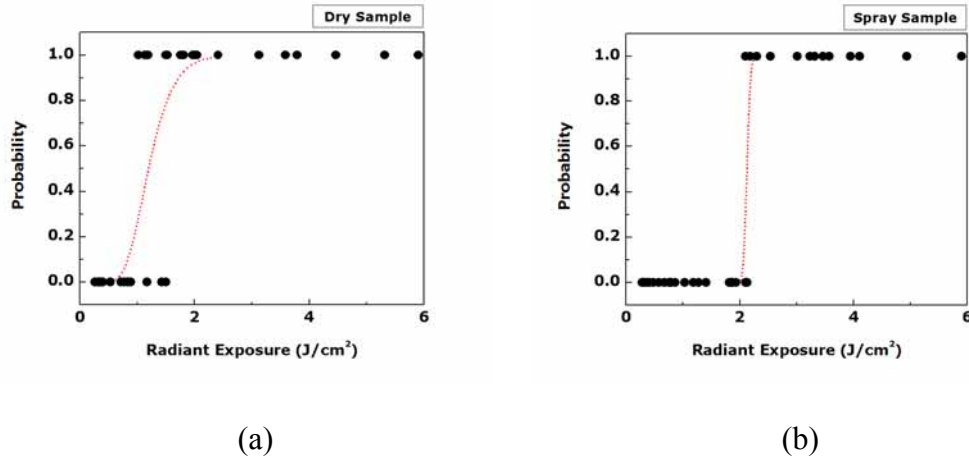 Dry Sample
1.0
0.8
0.6
0.4
0.2
0.0
Probability
0
2
4
6
Radiant Exposure (J/cm²)
(a)
Spray Sample
1.0
0.8
0.6
0.4
0.2
0.0
Probability
0
2
4
6
Radiant Exposure (J/cm²)
(b)